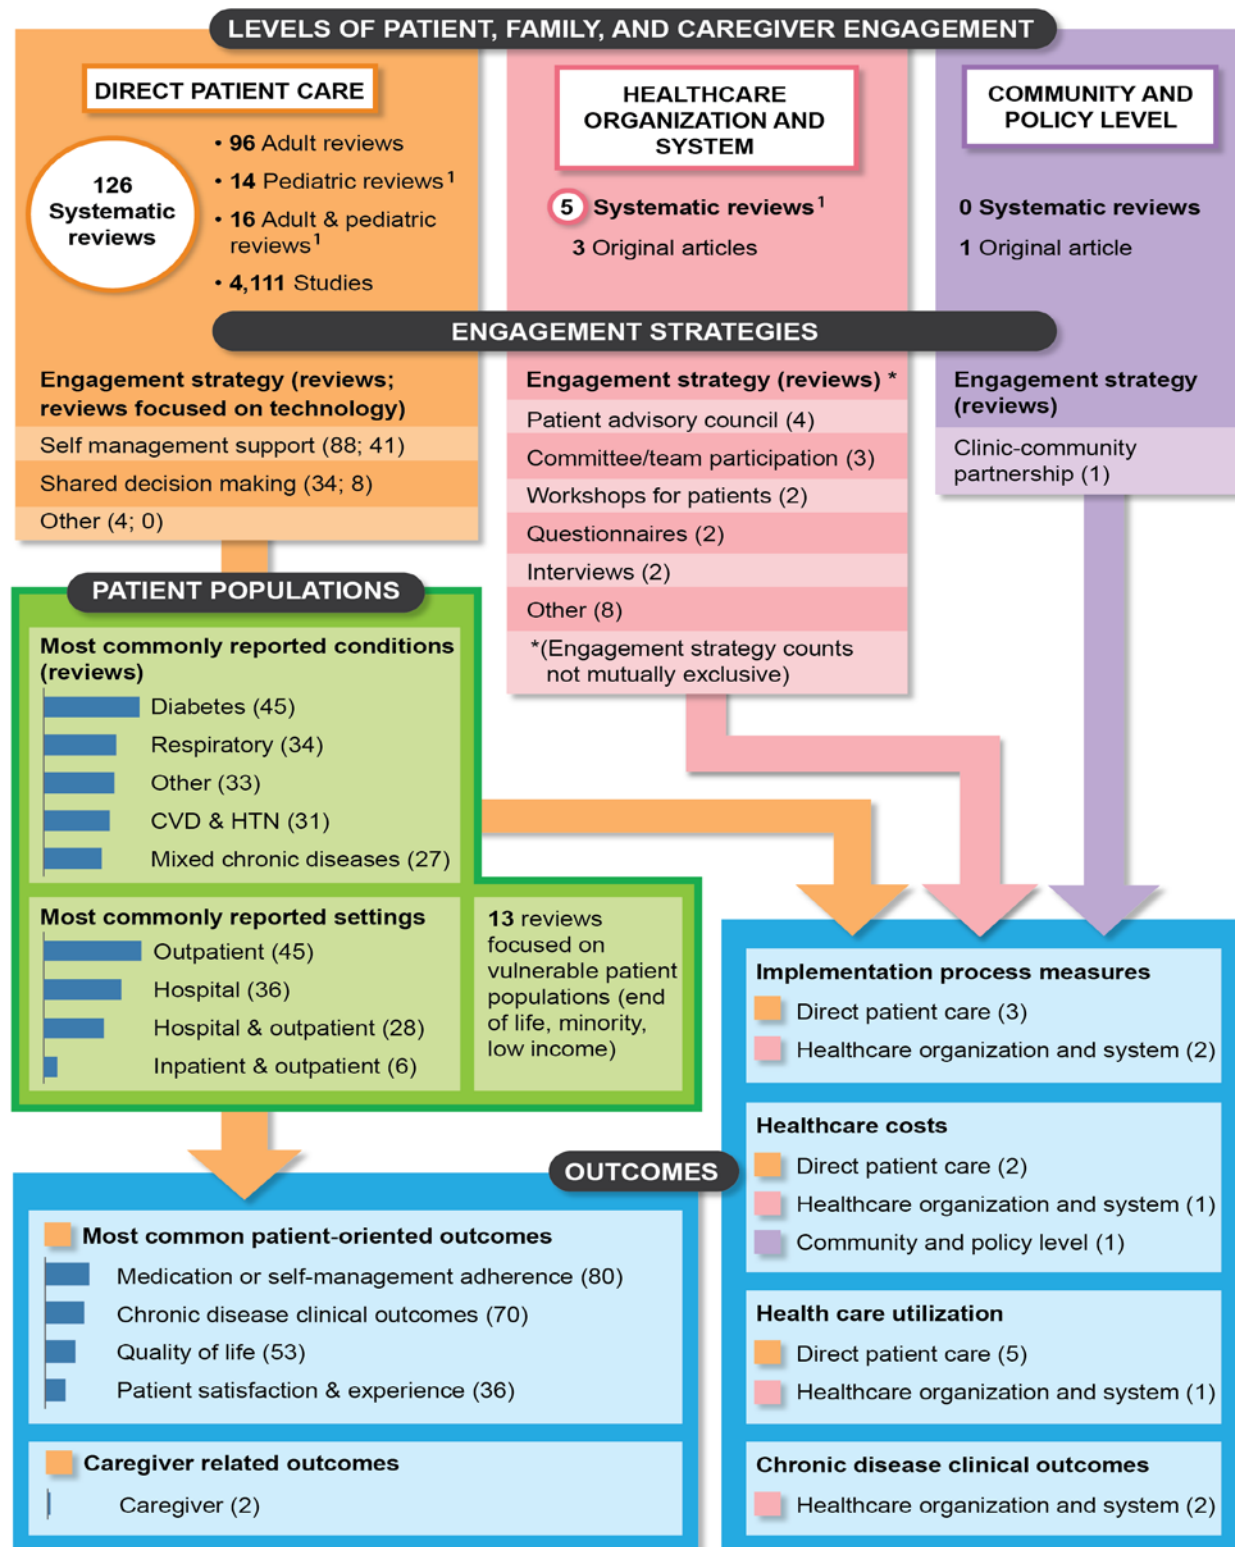 LEVELS OF PATIENT, FAMILY, AND CAREGIVER ENGAGEMENT
DIRECT PATIENT CARE
126
Systematic
reviews
• 96 Adult reviews
• 14 Pediatric reviews¹
• 16 Adult & pediatric
reviews¹
• 4,111 Studies
HEALTHCARE
ORGANIZATION AND
SYSTEM
5 Systematic reviews¹
3 Original articles
COMMUNITY AND
POLICY LEVEL
0 Systematic reviews
1 Original article
ENGAGEMENT STRATEGIES
Engagement strategy (reviews;
reviews focused on technology)
Self management support (88; 41)
Shared decision making (34; 8)
Other (4; 0)
Engagement strategy (reviews) *
Patient advisory council (4)
Committee/team participation (3)
Workshops for patients (2)
Questionnaires (2)
Interviews (2)
Other (8)
*(Engagement strategy counts
not mutually exclusive)
Engagement strategy
(reviews)
Clinic-community
partnership (1)
PATIENT POPULATIONS
Most commonly reported conditions
(reviews)
Diabetes (45)
Respiratory (34)
Other (33)
CVD & HTN (31)
Mixed chronic diseases (27)
Most commonly reported settings
Outpatient (45)
Hospital (36)
Hospital & outpatient (28)
Inpatient & outpatient (6)
13 reviews
focused on
vulnerable patient
populations (end
of life, minority,
low income)
OUTCOMES
Most common patient-oriented outcomes
Medication or self-management adherence (80)
Chronic disease clinical outcomes (70)
Quality of life (53)
Patient satisfaction & experience (36)
Caregiver related outcomes
Caregiver (2)
Implementation process measures
Direct patient care (3)
Healthcare organization and system (2)
Healthcare costs
Direct patient care (2)
Healthcare organization and system (1)
Community and policy level (1)
Health care utilization
Direct patient care (5)
Healthcare organization and system (1)
Chronic disease clinical outcomes
Healthcare organization and system (2)